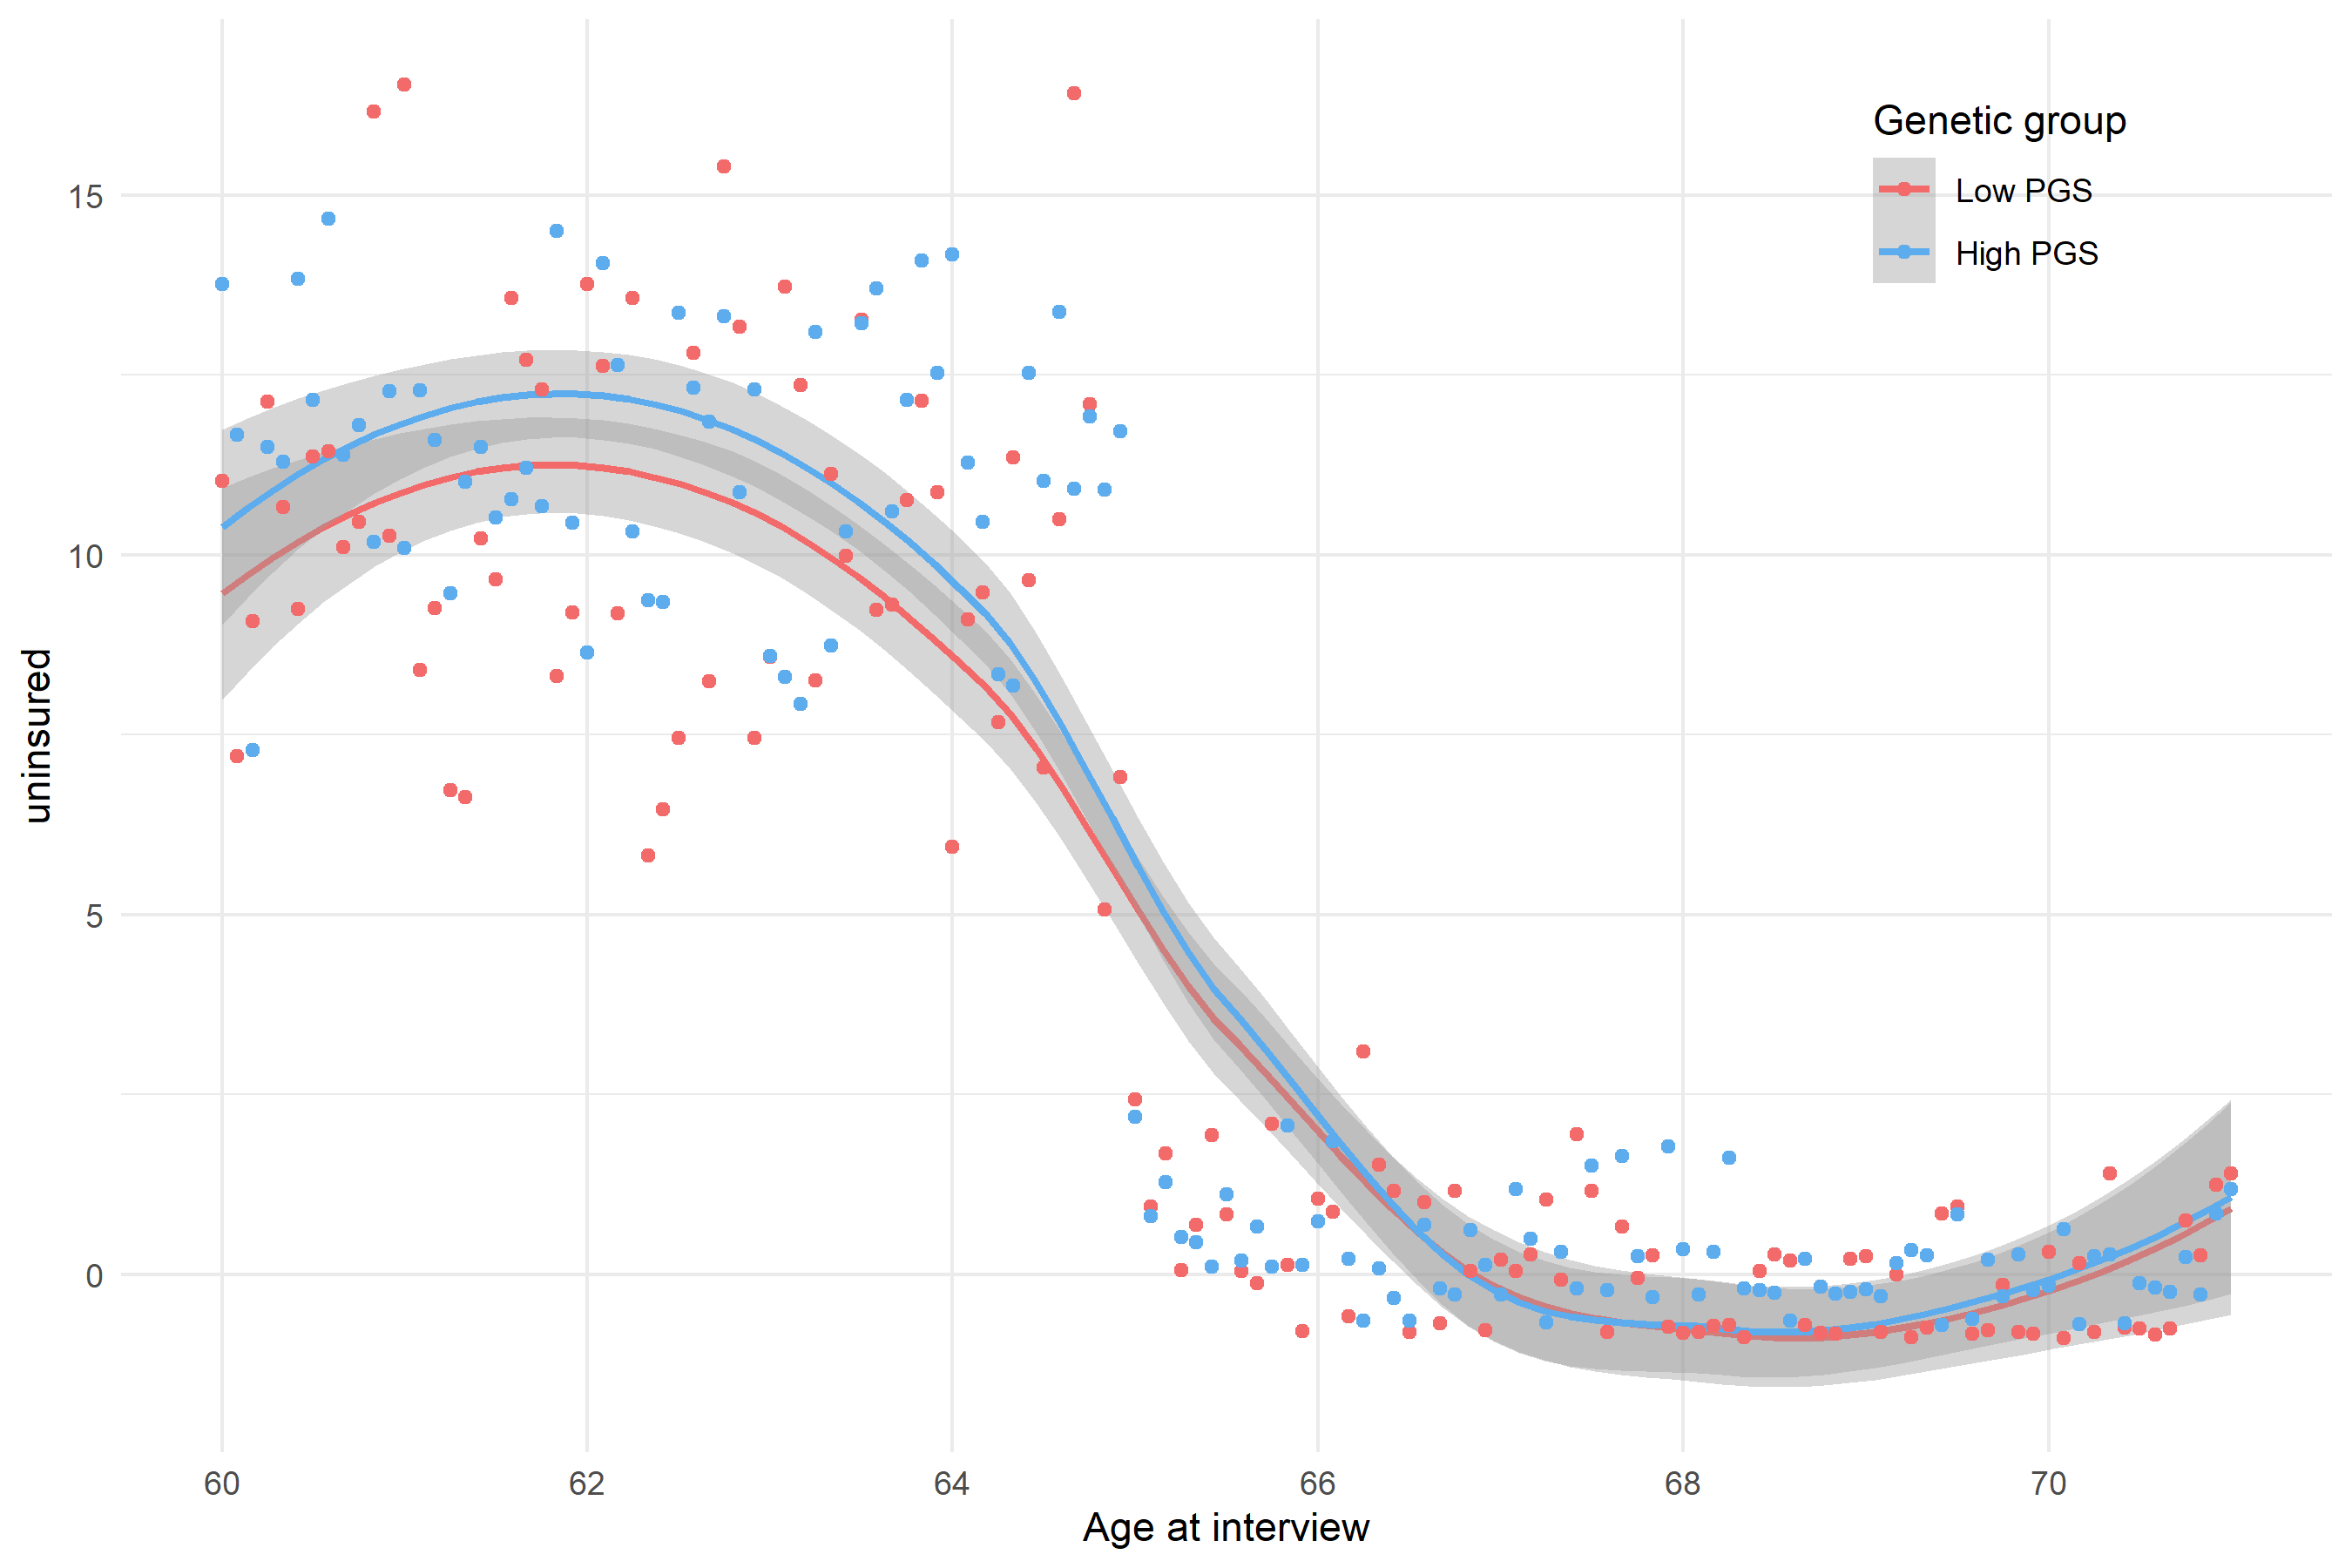 Genetic group
Low PGS
High PGS
15
10
5
0
uninsured
60 62 64 66 68 70
Age at interview